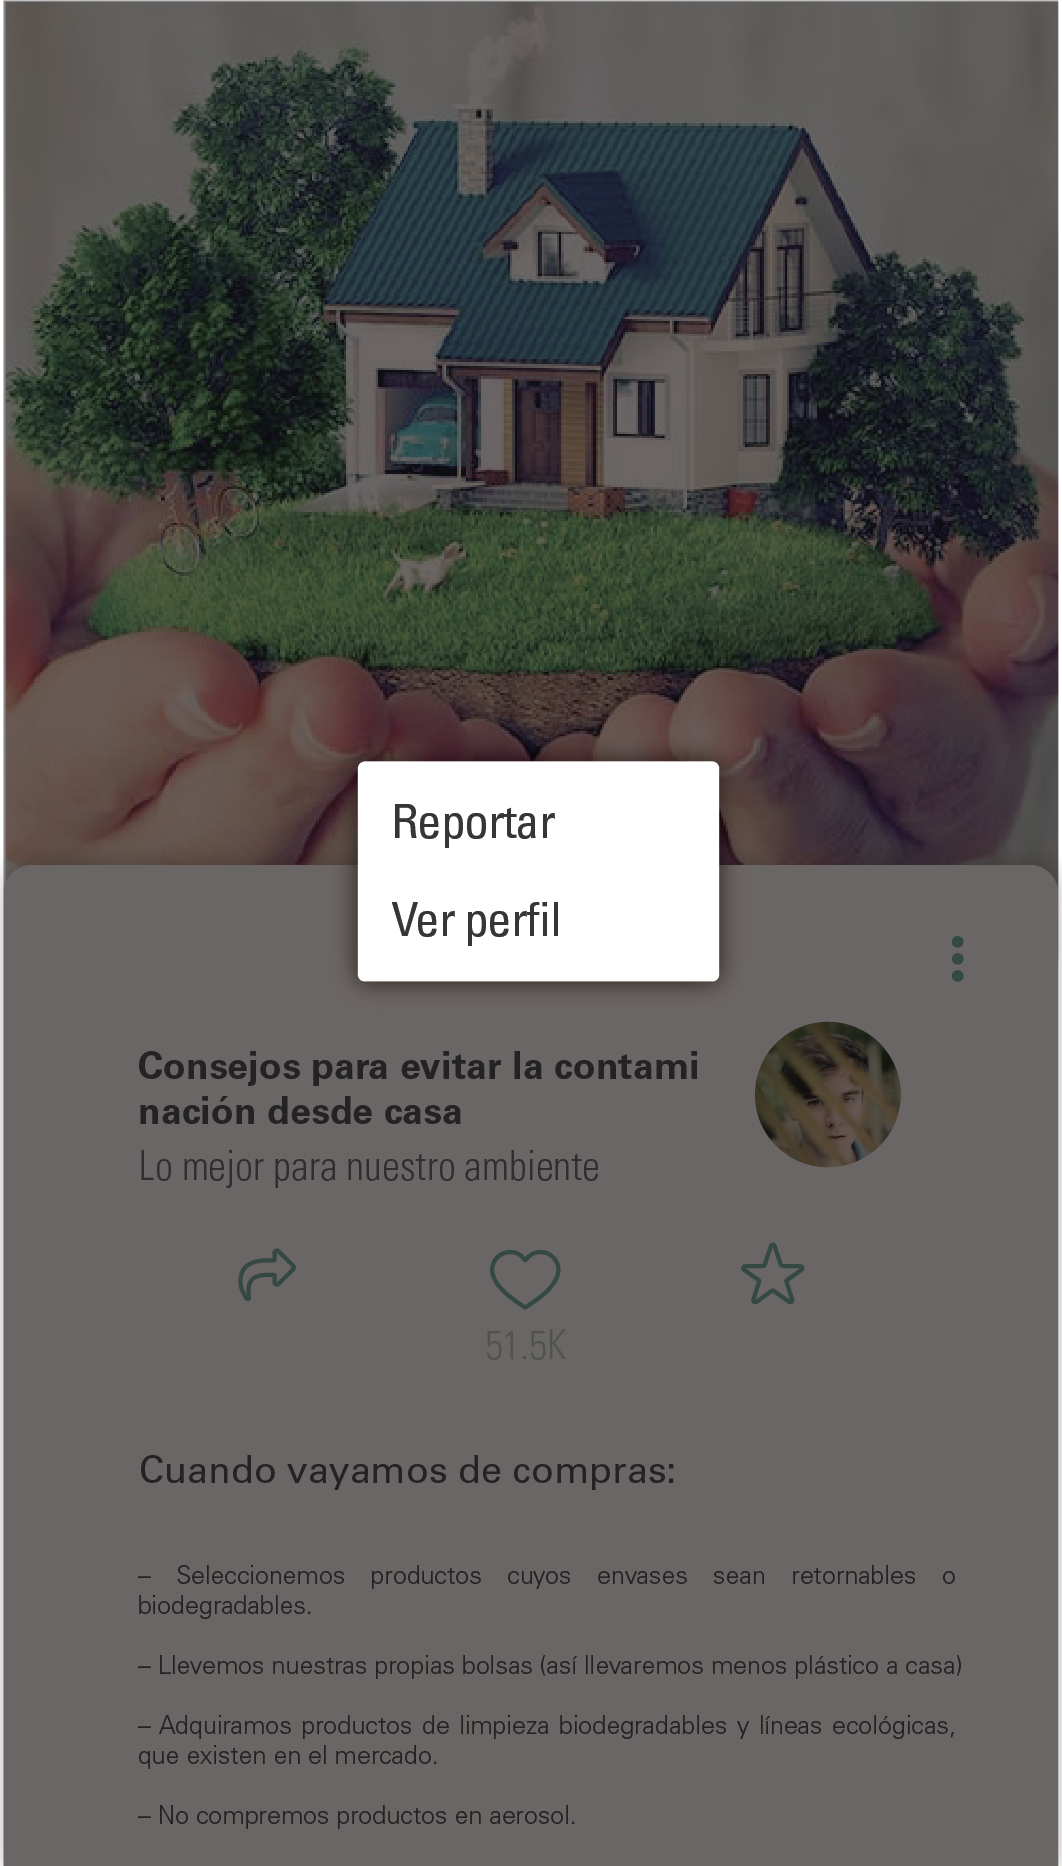 Reportar
Ver perfil
Consejos para evitar la contami
nación desde casa
Lo mejor para nuestro ambiente
51.5K
Cuando vayamos de compras:
– Seleccionemos productos cuyos envases sean retornables o
biodegradables.
– Llevemos nuestras propias bolsas (así llevaremos menos plástico a casa)
– Adquiramos productos de limpieza biodegradables y líneas ecológicas,
que existen en el mercado.
– No compremos productos en aerosol.